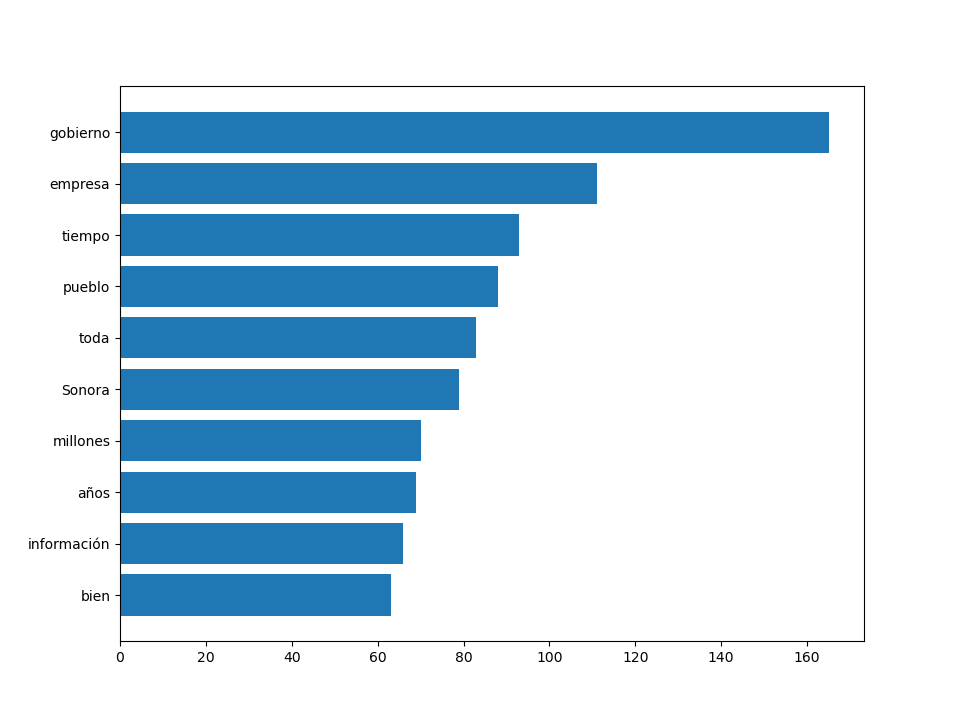 gobierno
empresa
tiempo
pueblo
toda
Sonora
millones
años
información
bien
0 20 40 60 80 100 120 140 160